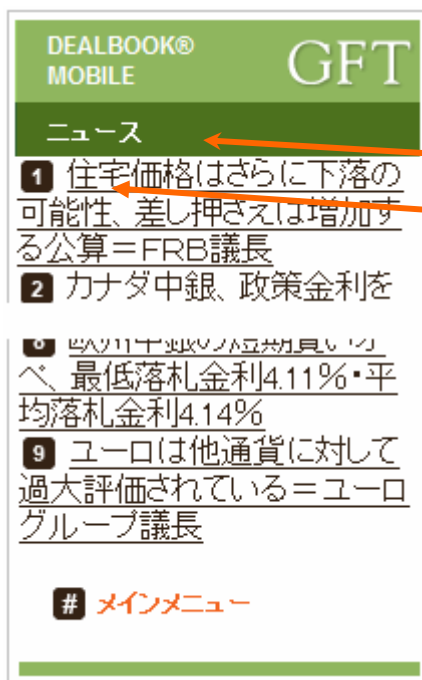 DEALBOOK®
MOBILE
GFT
ニュース
1 住宅価格はさらに下落の
可能性、差し押さえは増加す
る公算=FRB議長
2 カナダ中銀、政策金利を
ペ、最低落札金利4.11%・平
均落札金利4.14%
9 ユーロは他通貨に対して
過大評価されている=ユーロ
グループ議長
# メインメニュー